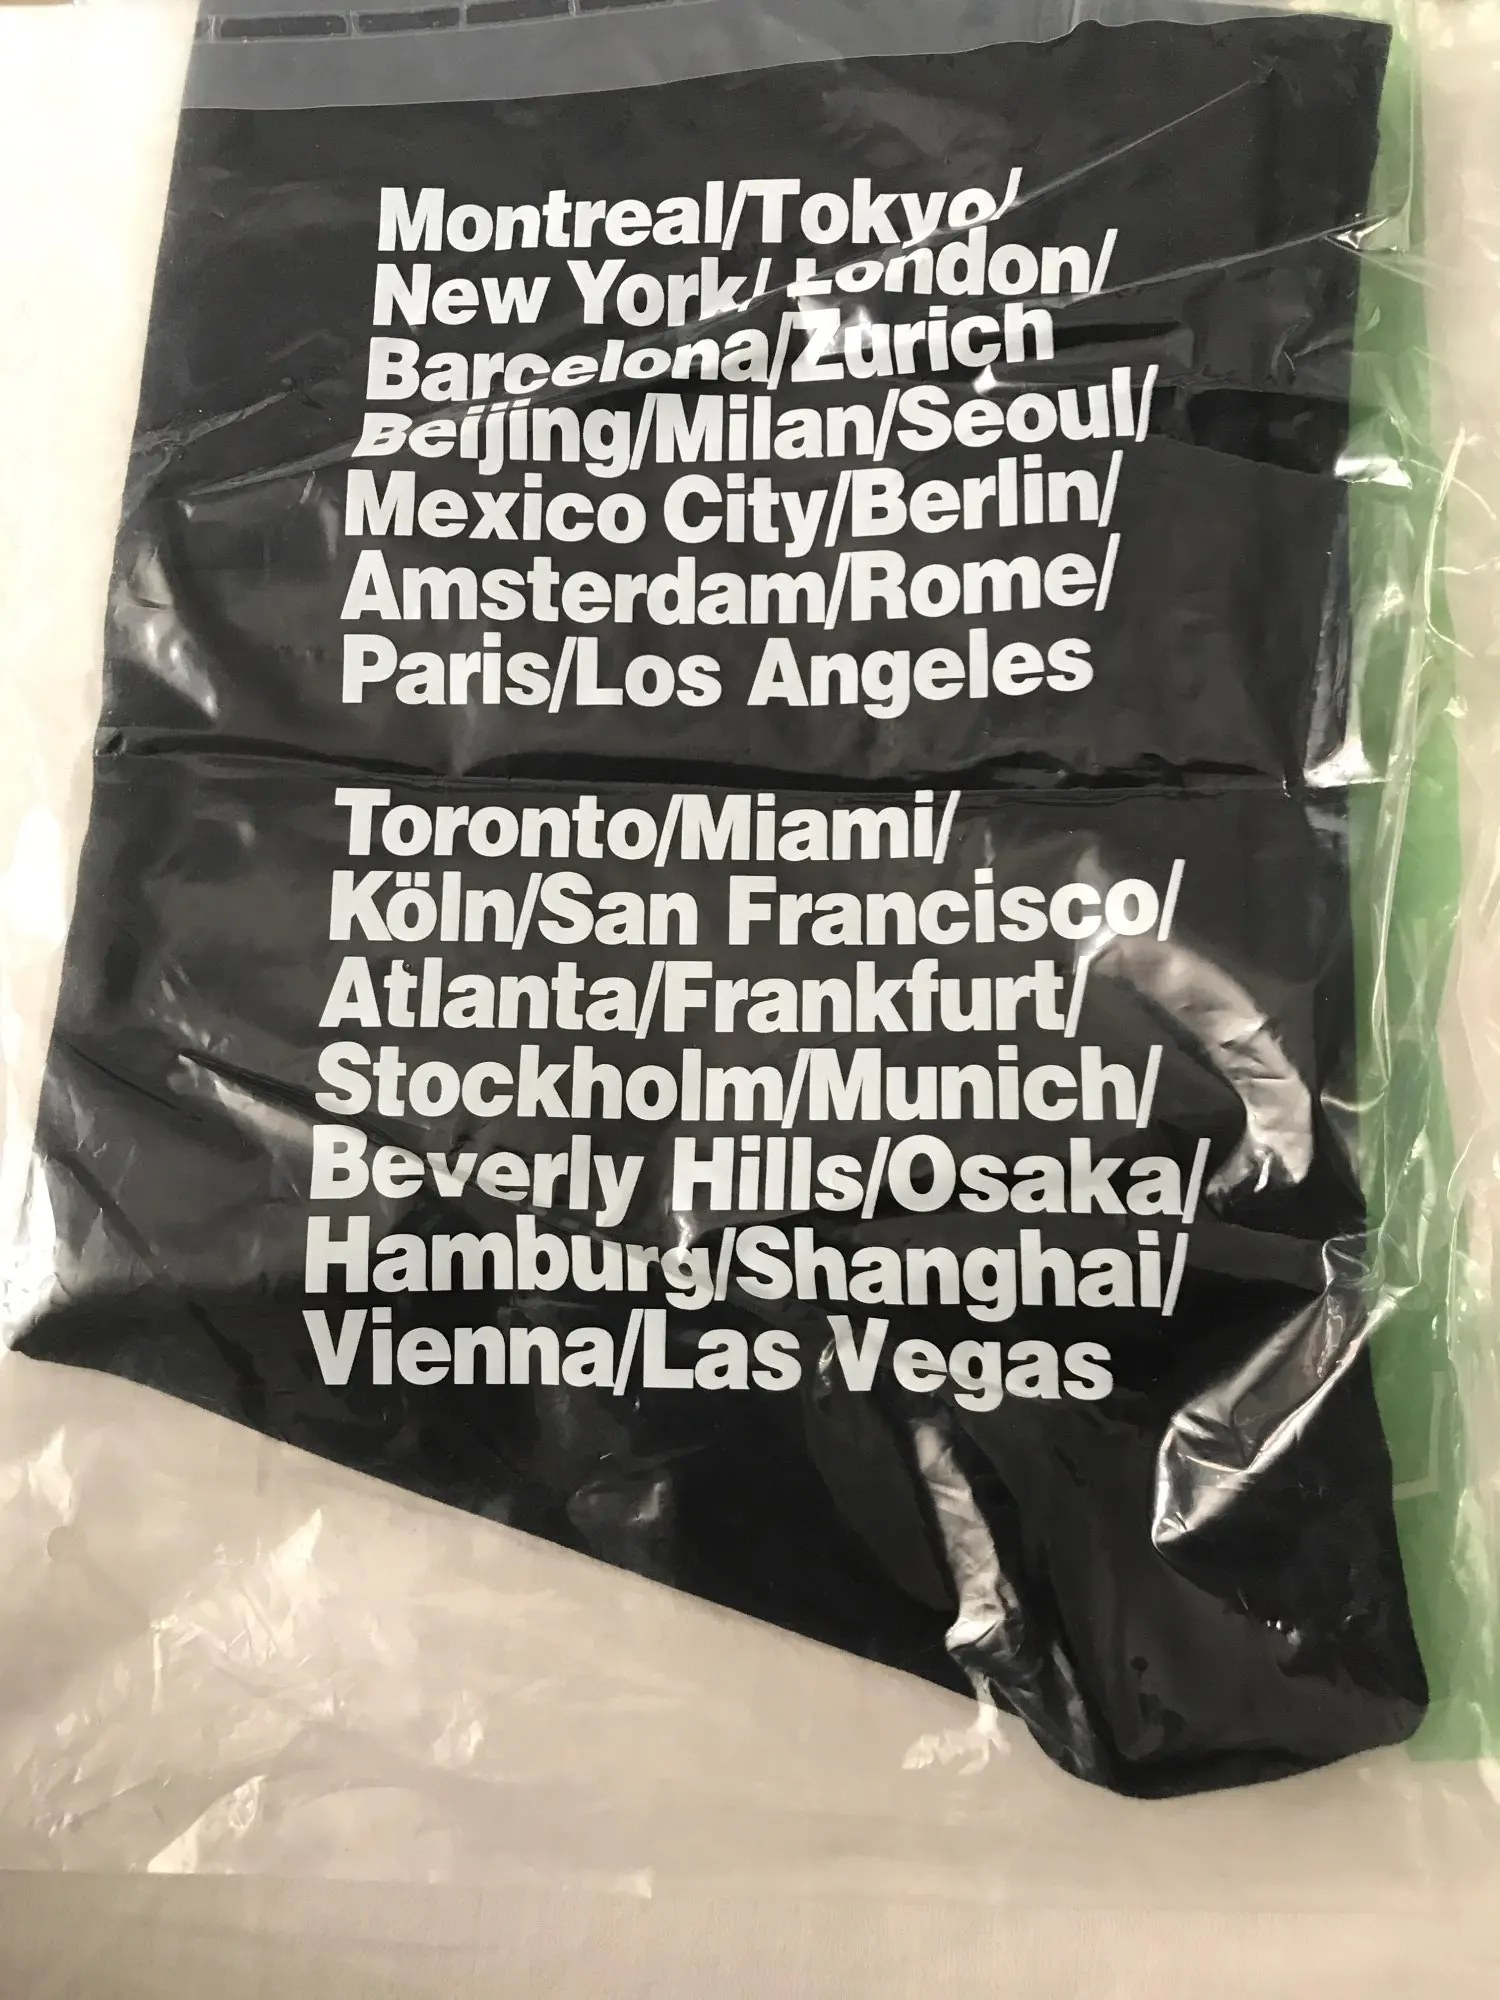 Montreal/Tokyo/
New York/ London/
Barcelona/Zurich
Beijing/Milan/Seoul/
Mexico City/Berlin/
Amsterdam/Rome/
Paris/Los Angeles
Toronto/Miami/
Köln/San Francisco/
Atlanta/Frankfurt/
Stockholm/Munich/
Beverly Hills/Osaka/
Hamburg/Shanghai/
Vienna/Las Vegas